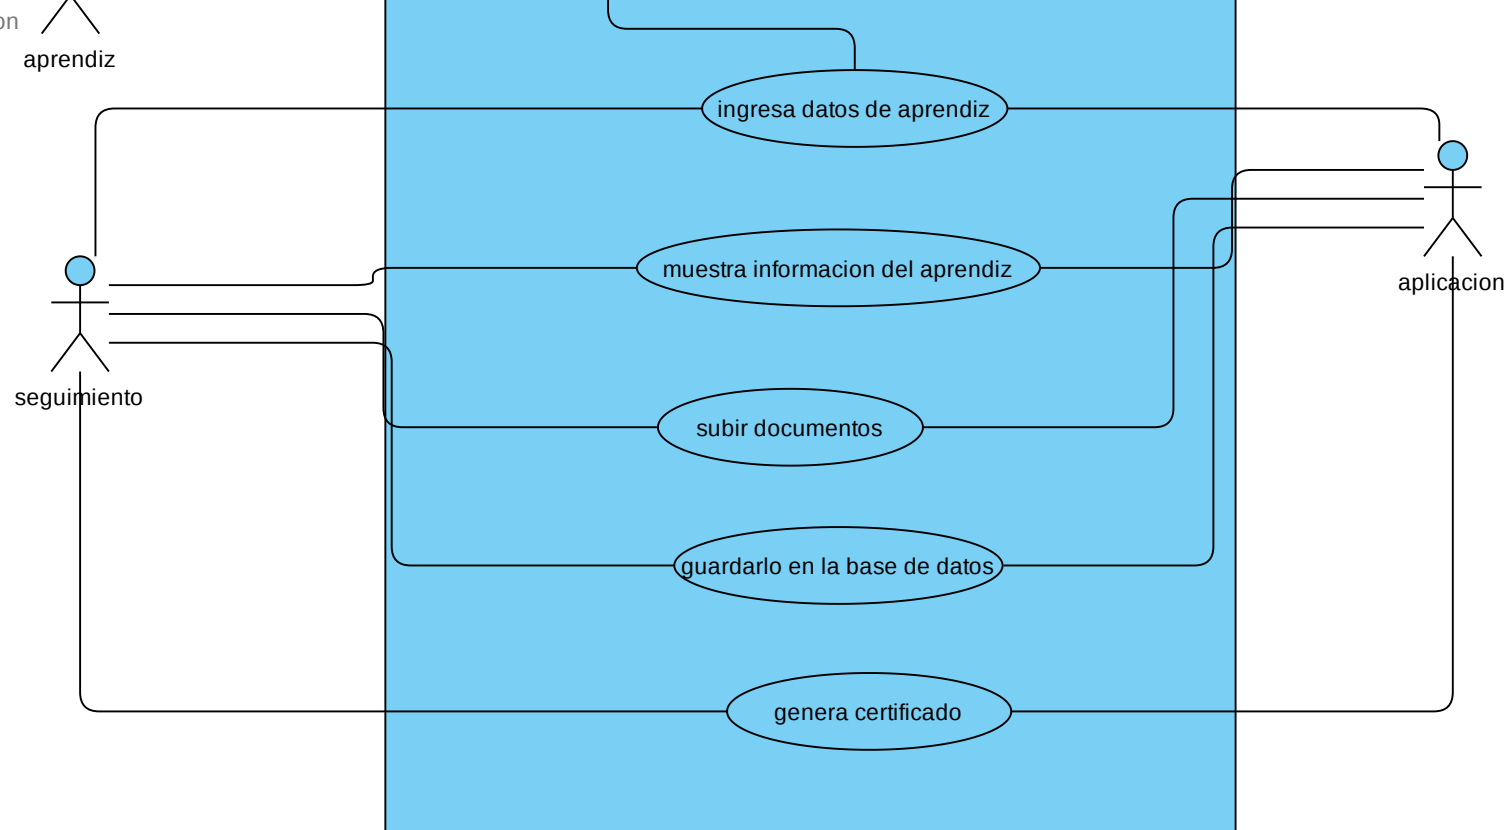 on
aprendiz
ingresa datos de aprendiz
muestra informacion del aprendiz
aplicacion
seguimiento
subir documentos
guardarlo en la base de datos
genera certificado